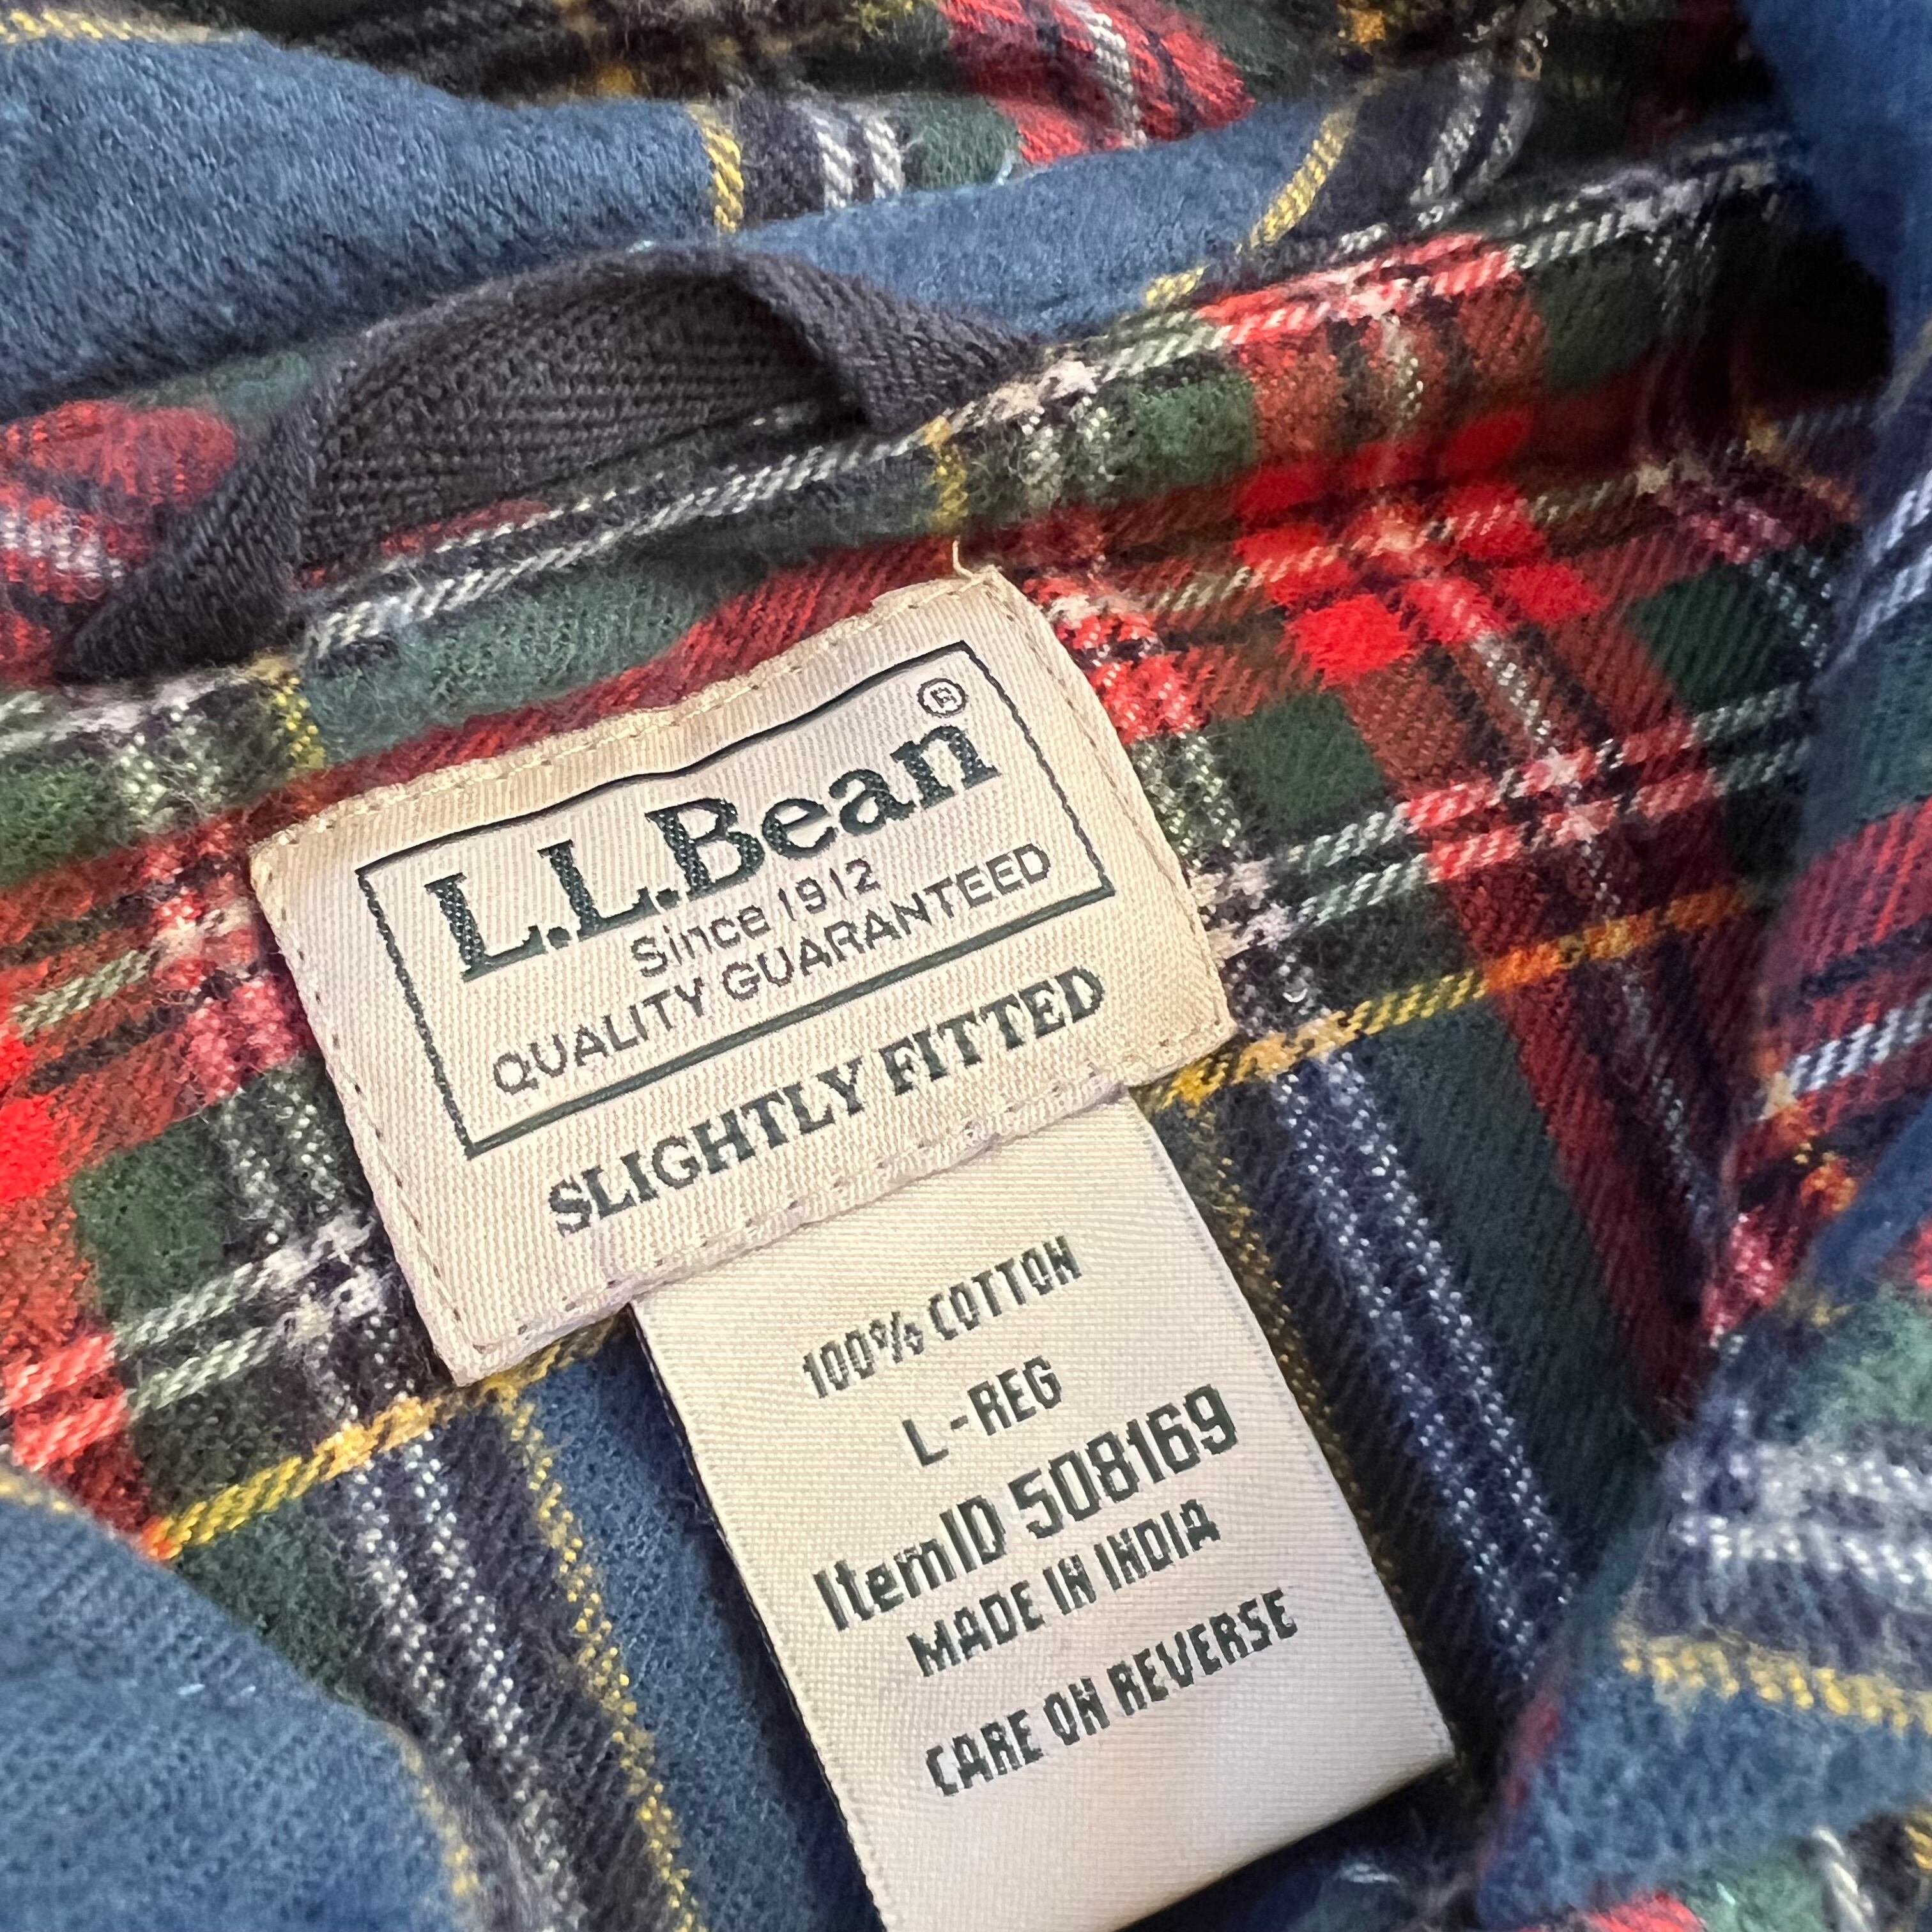 L.L.Bean®
Since 1912
QUALITY GUARANTEED
SLIGHTLY FITTED
100% COTTON
L-REG
ItemID 508169
MADE IN INDIA
CARE ON REVERSE